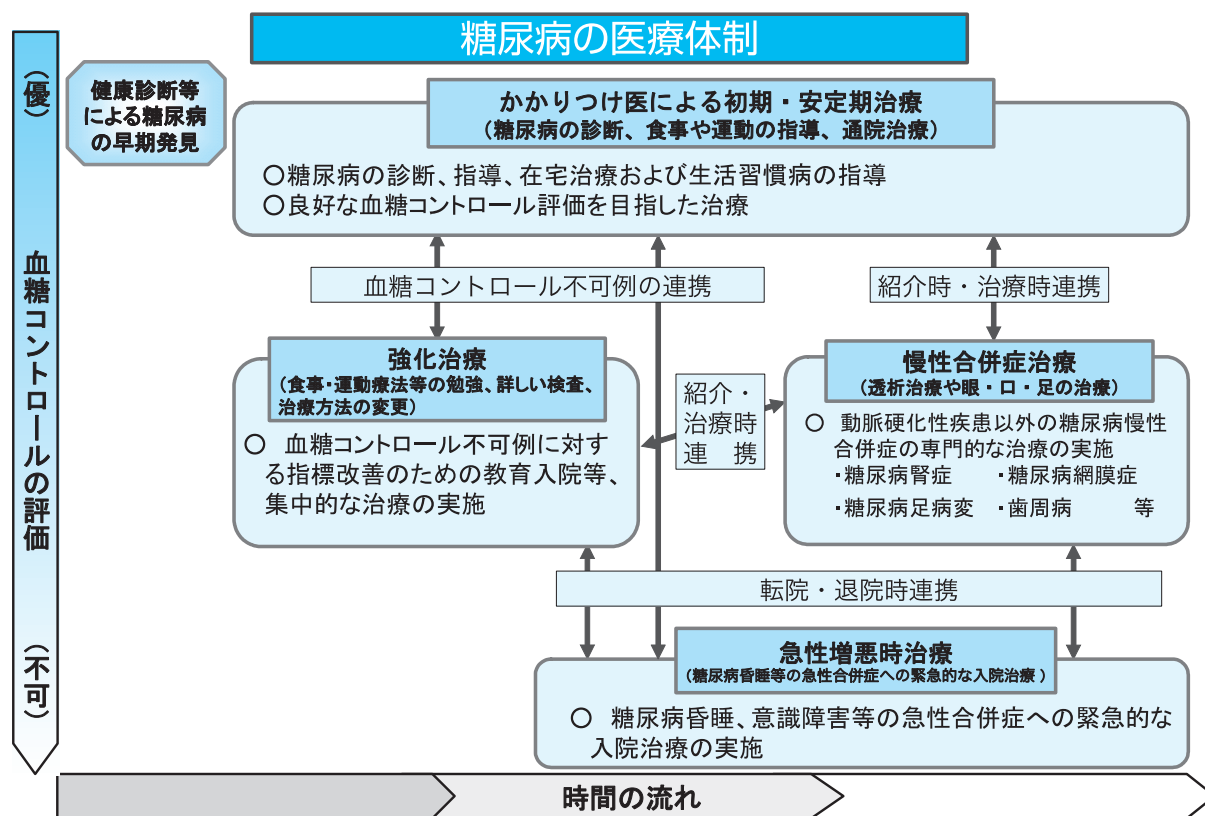 糖尿病の医療体制
（優）
血糖コントロールの評価
（不可）
健康診断等
による糖尿病
の早期発見
かかりつけ医による初期・安定期治療
（糖尿病の診断、食事や運動の指導、通院治療）
○糖尿病の診断、指導、在宅治療および生活習慣病の指導
○良好な血糖コントロール評価を目指した治療
血糖コントロール不可例の連携
紹介時・治療時連携
強化治療
（食事・運動療法等の勉強、詳しい検査、
治療方法の変更）
○ 血糖コントロール不可例に対す
る指標改善のための教育入院等、
集中的な治療の実施
紹介・
治療時
連 携
慢性合併症治療
（透析治療や眼・口・足の治療）
○ 動脈硬化性疾患以外の糖尿病慢性
合併症の専門的な治療の実施
・糖尿病腎症 ・糖尿病網膜症
・糖尿病足病変 ・歯周病 等
転院・退院時連携
急性増悪時治療
（糖尿病昏睡等の急性合併症への緊急的な入院治療）
○ 糖尿病昏睡、意識障害等の急性合併症への緊急的な
入院治療の実施
時間の流れ